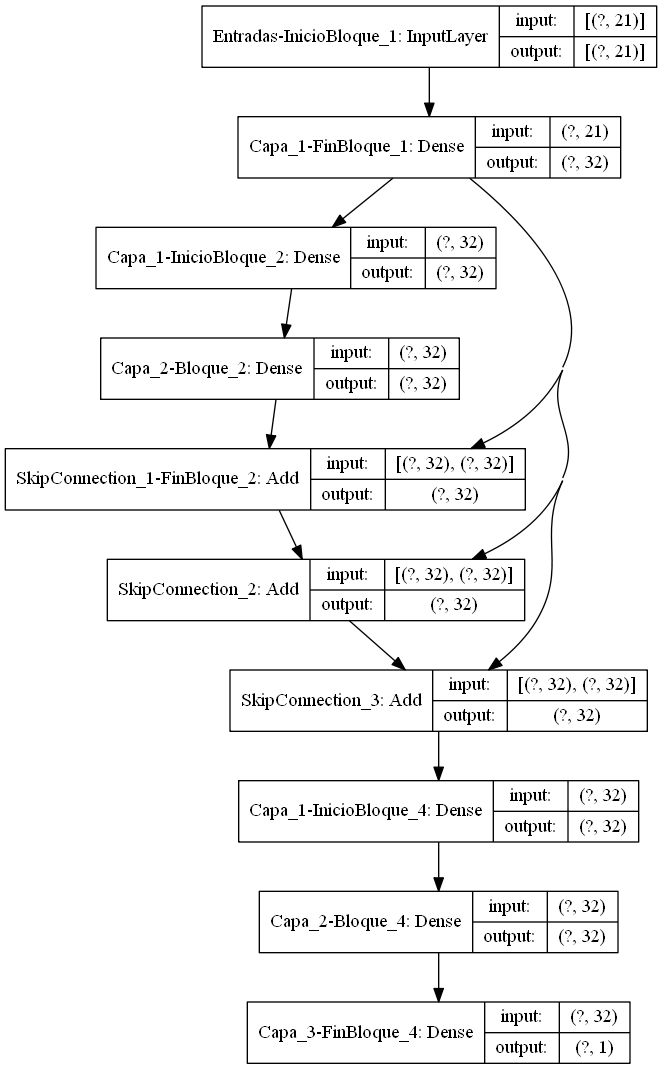 Entradas-InicioBloque_1: InputLayer input: [(?, 21)]
output: [(?, 21)]
Capa_1-FinBloque_1: Dense input: (?, 21)
output: (?, 32)
Capa_1-InicioBloque_2: Dense input: (?, 32)
output: (?, 32)
Capa_2-Bloque_2: Dense input: (?, 32)
output: (?, 32)
SkipConnection_1-FinBloque_2: Add input: [(?, 32), (?, 32)]
output: (?, 32)
SkipConnection_2: Add input: [(?, 32), (?, 32)]
output: (?, 32)
SkipConnection_3: Add input: [(?, 32), (?, 32)]
output: (?, 32)
Capa_1-InicioBloque_4: Dense input: (?, 32)
output: (?, 32)
Capa_2-Bloque_4: Dense input: (?, 32)
output: (?, 32)
Capa_3-FinBloque_4: Dense input: (?, 32)
output: (?, 1)